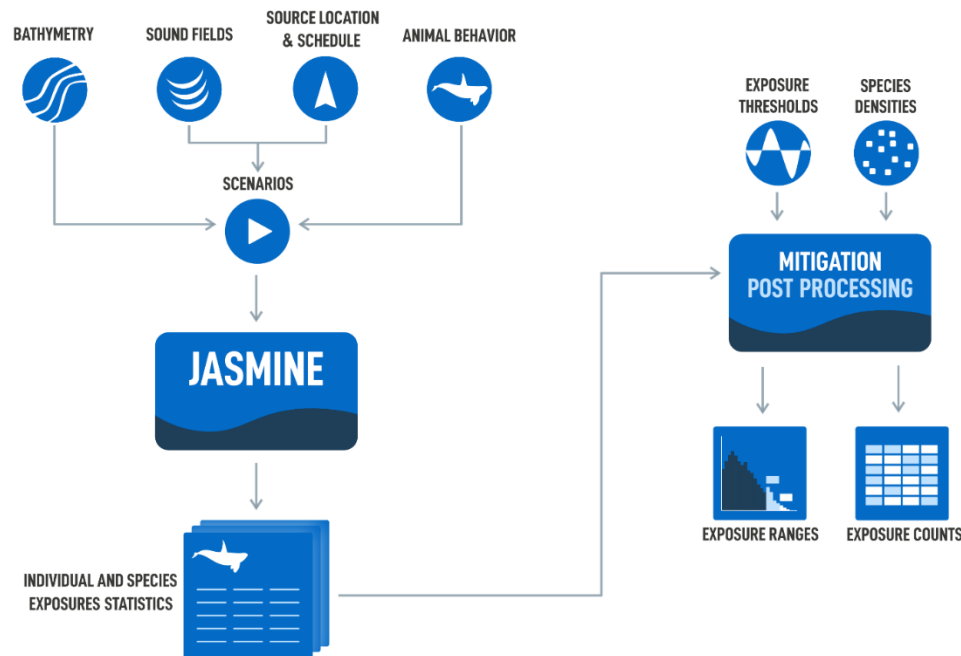 BATHYMETRY
SOUND FIELDS
SOURCE LOCATION
& SCHEDULE
ANIMAL BEHAVIOR
SCENARIOS
JASMINE
INDIVIDUAL AND SPECIES
EXPOSURES STATISTICS
EXPOSURE
THRESHOLDS
SPECIES
DENSITIES
MITIGATION
POST PROCESSING
EXPOSURE RANGES
EXPOSURE COUNTS